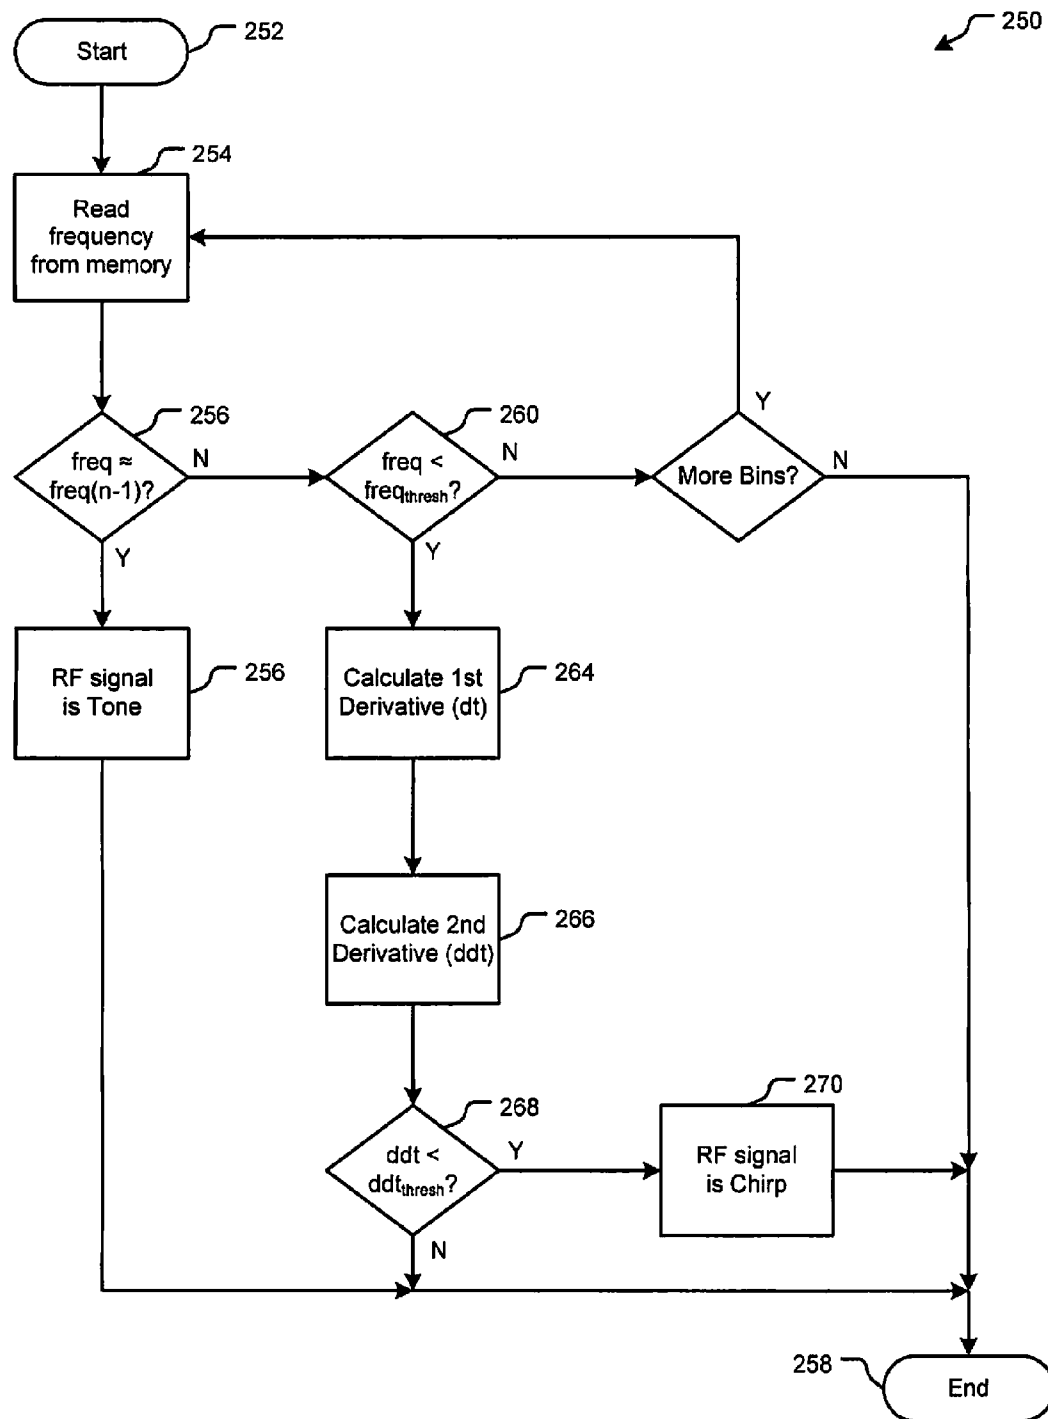 Start
252
250
254
Read
frequency
from memory
256
freq ≈
freq(n-1)?
N
Y
260
freq <
freqthresh?
N
Y
More Bins?
Y
N
RF signal
is Tone
256
Calculate 1st
Derivative (dt)
264
Calculate 2nd
Derivative (ddt)
266
268
ddt <
ddtthresh?
Y
N
270
RF signal
is Chirp
258
End